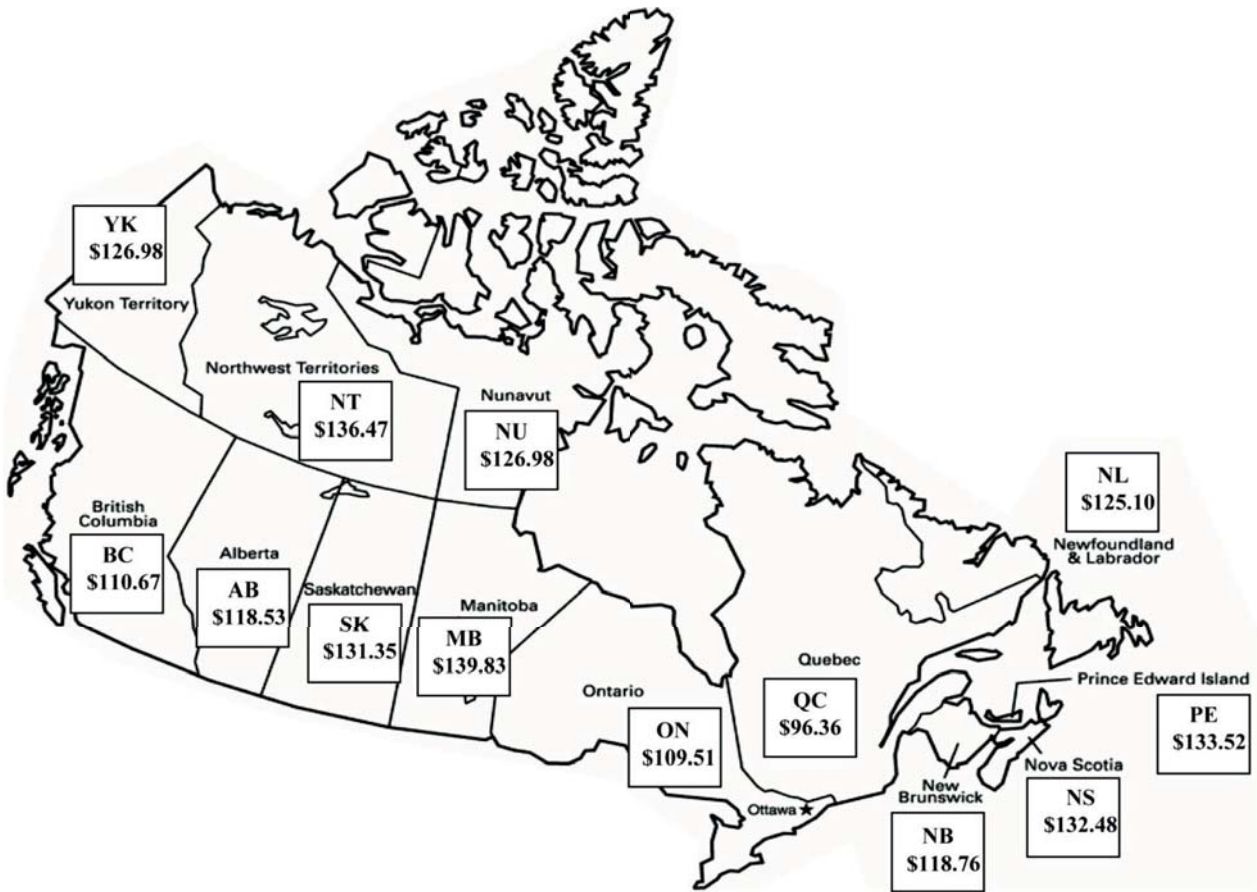 YK
$126.98
Yukon Territory
Northwest Territories
NT
$136.47
Nunavut
NU
$126.98
NL
$125.10
Newfoundland
& Labrador
British
Columbia
BC
$110.67
Alberta
AB
$118.53
Saskatchewan
SK
$131.35
Manitoba
MB
$139.83
Ontario
ON
$109.51
Quebec
QC
$96.36
Prince Edward Island
PE
$133.52
Nova Scotia
NS
$132.48
New
Brunswick
NB
$118.76
Ottawa